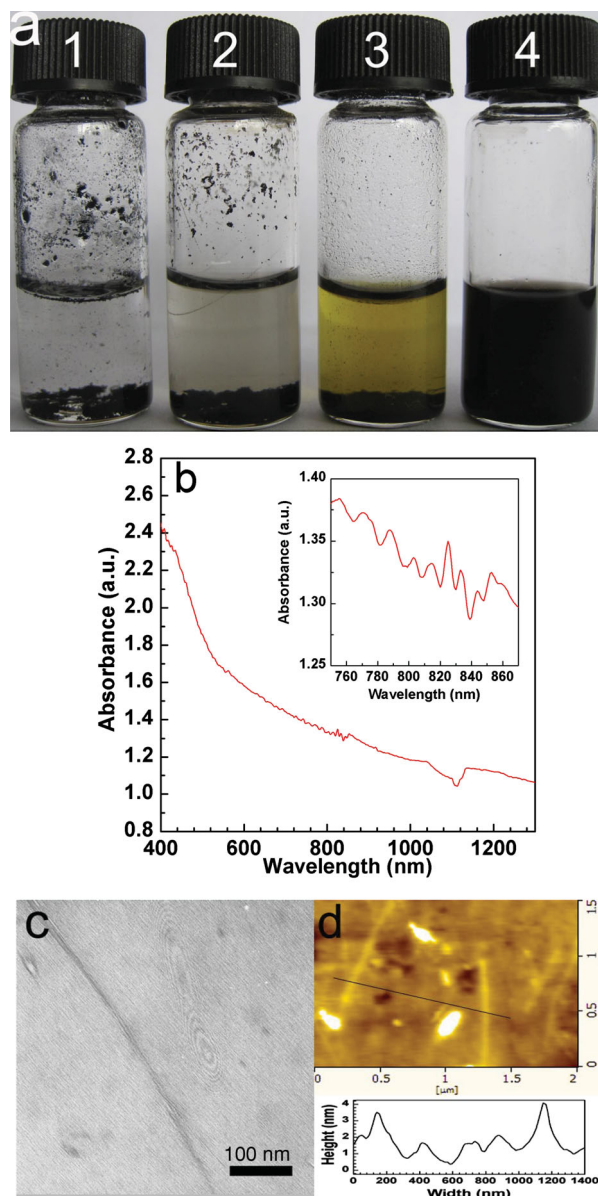 a
1 2 3 4
b
Absorbance (a.u.)
2.8
2.6
2.4
2.2
2.0
1.8
1.6
1.4
1.2
1.0
0.8
400 600 800 1000 1200
Wavelength (nm)
Absorbance (a.u.)
1.40
1.35
1.30
1.25
760 780 800 820 840 860
Wavelength (nm)
c
100 nm
d
1.5
1
0.5
0
0 0.5 1 1.5 2
[µm]
Height (nm)
4
3
2
1
0
0 200 400 600 800 1000 1200 1400
Width (nm)